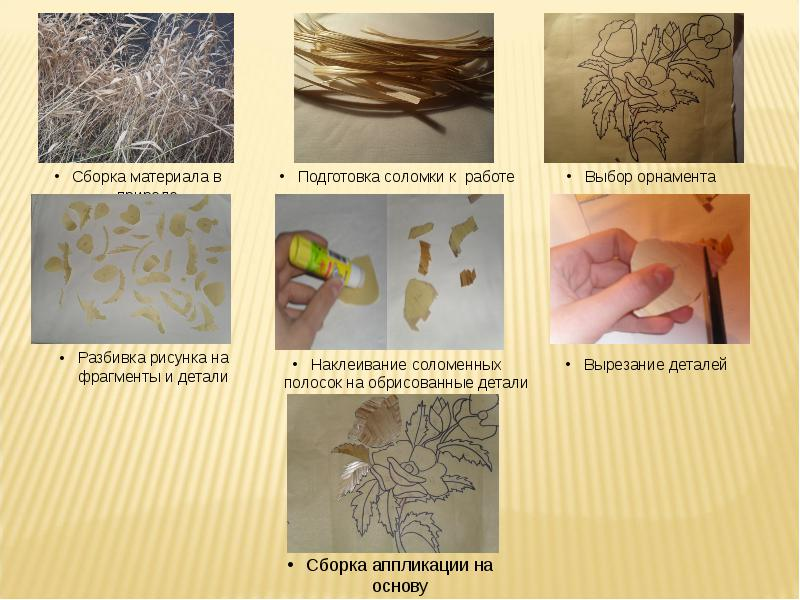 • Сборка материала в
природе
• Подготовка соломки к работе
• Выбор орнамента
• Разбивка рисунка на
фрагменты и детали
• Наклеивание соломенных
полосок на обрисованные детали
• Вырезание деталей
• Сборка аппликации на
основу